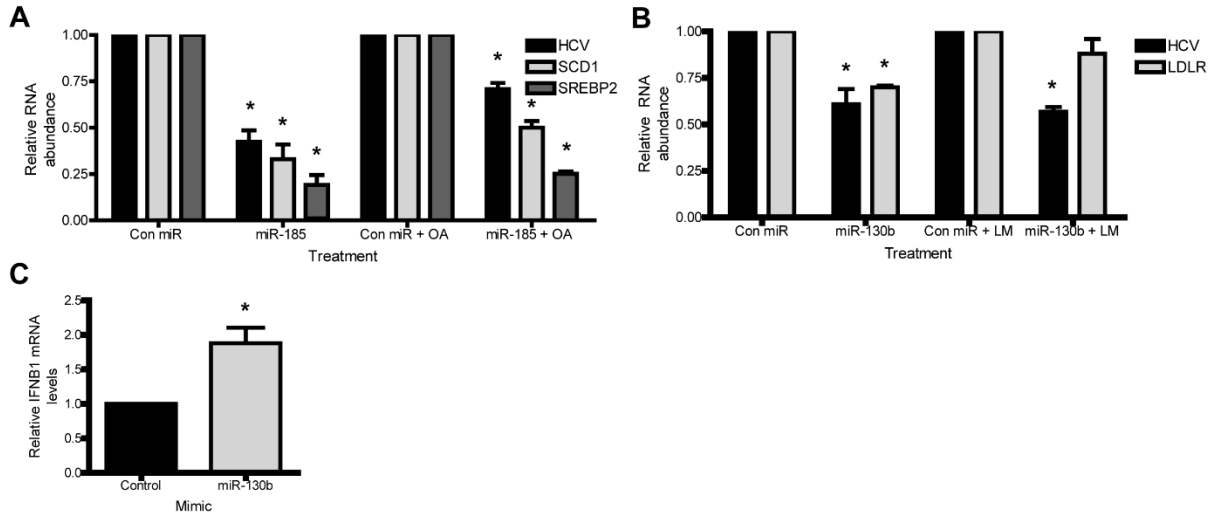 A
Relative RNA
abundance
1.00
0.75
0.50
0.25
0.00
* * * * * *
HCV
SCD1
SREBP2
Con miR miR-185 Con miR + OA miR-185 + OA
Treatment
B
Relative RNA
abundance
1.00
0.75
0.50
0.25
0.00
* * *
HCV
LDLR
Con miR miR-130b Con miR + LM miR-130b + LM
Treatment
C
Relative IFNB1 mRNA
levels
2.5
2.0
1.5
1.0
0.5
0.0
*
Control miR-130b
Mimic